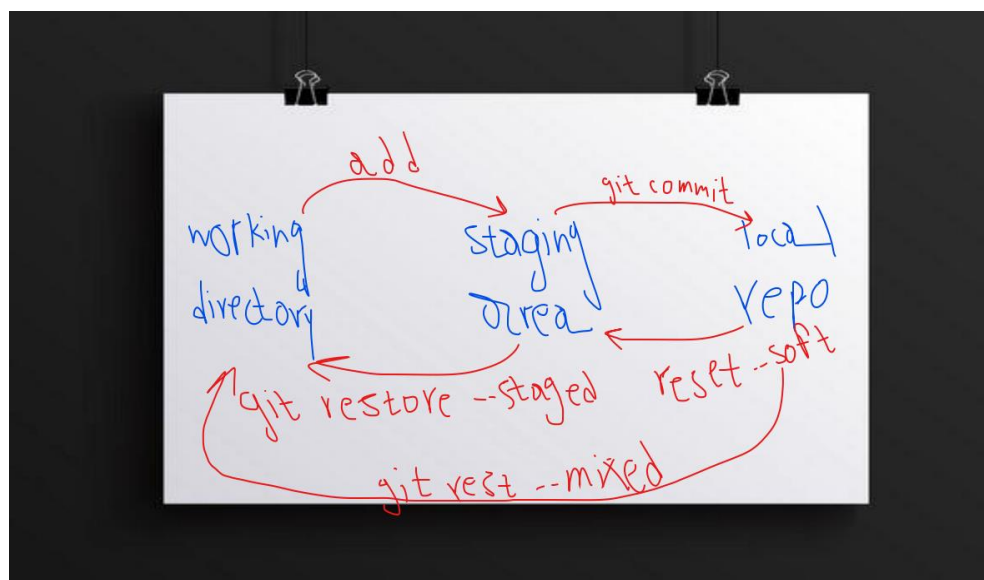 add
git commit
working
directory
staging
area
local
repo
git restore --staged
reset --soft
git rest --mixed